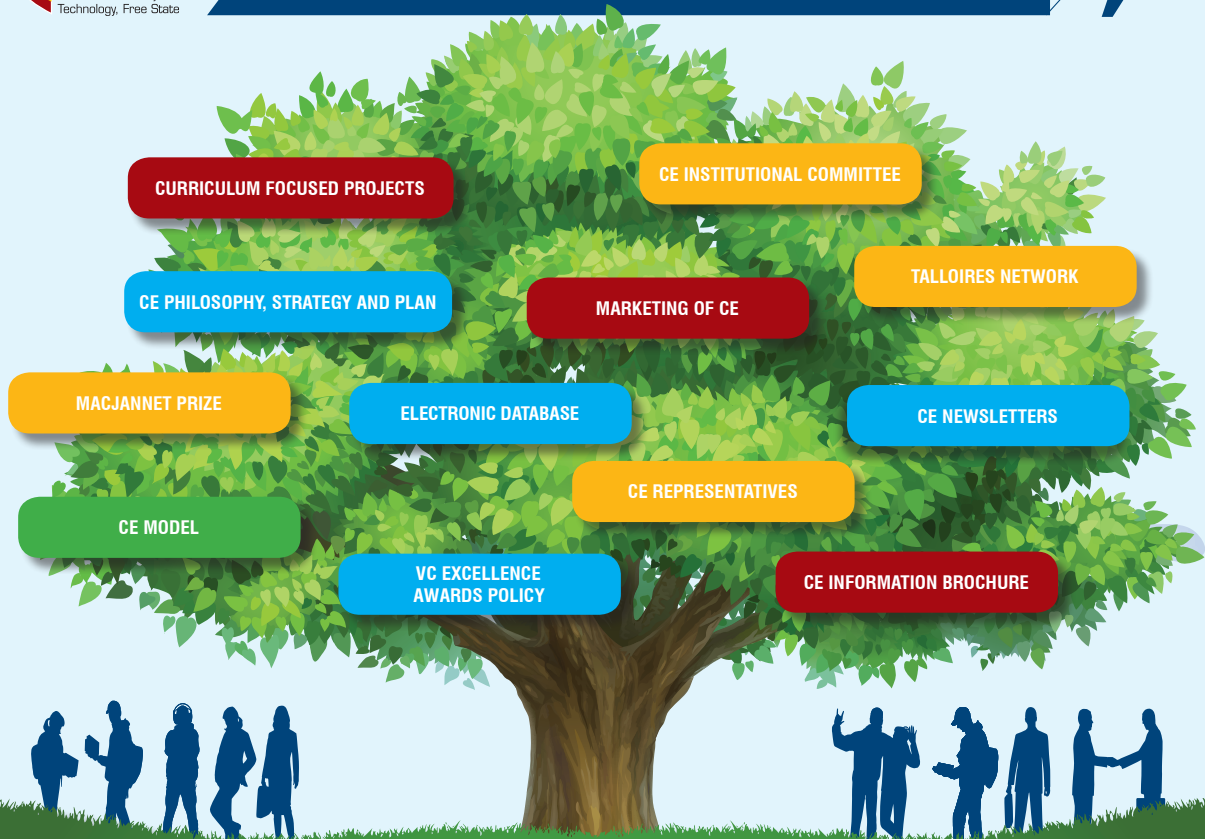 Technology, Free State
CURRICULUM FOCUSED PROJECTS
CE INSTITUTIONAL COMMITTEE
TALLOIRES NETWORK
CE PHILOSOPHY, STRATEGY AND PLAN
MARKETING OF CE
MACJANNET PRIZE
ELECTRONIC DATABASE
CE NEWSLETTERS
CE REPRESENTATIVES
CE MODEL
VC EXCELLENCE
AWARDS POLICY
CE INFORMATION BROCHURE